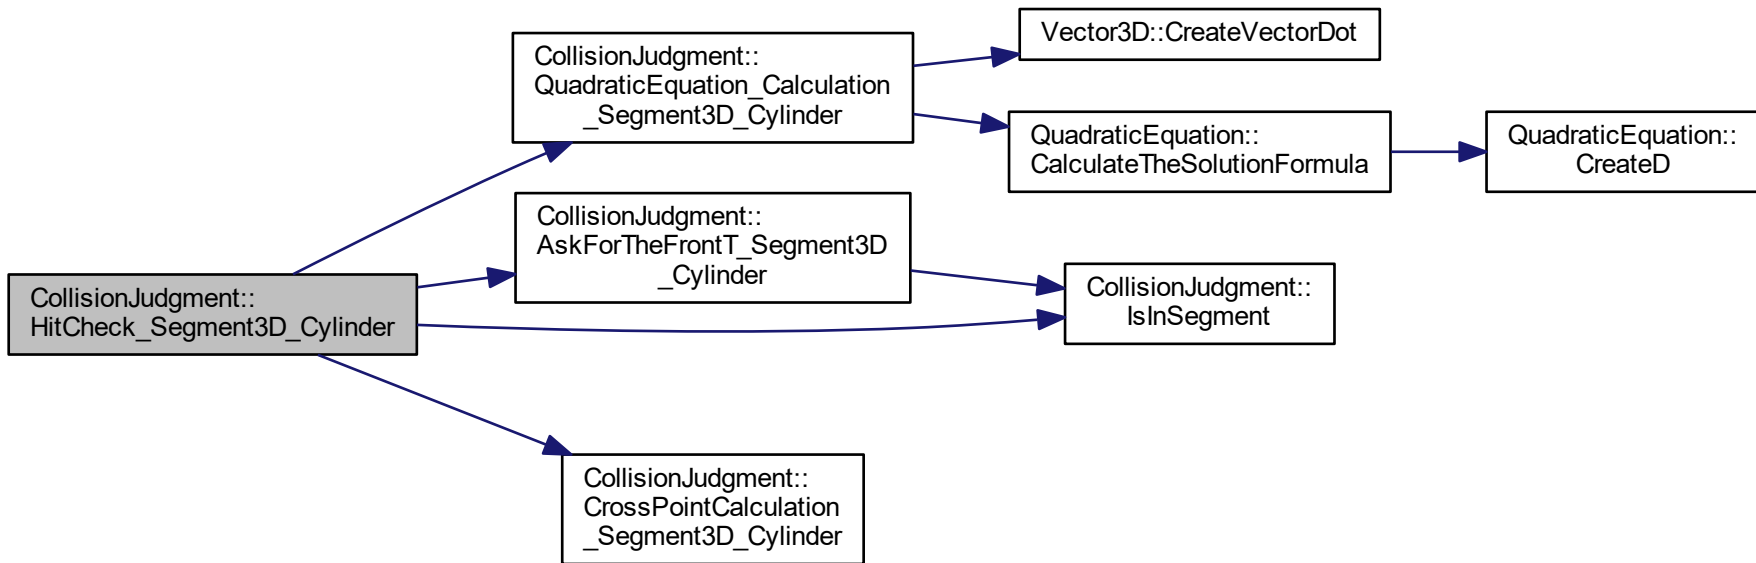 CollisionJudgment::
HitCheck_Segment3D_Cylinder
CollisionJudgment::
QuadraticEquation_Calculation
_Segment3D_Cylinder
Vector3D::CreateVectorDot
QuadraticEquation::
CalculateTheSolutionFormula
QuadraticEquation::
CreateD
CollisionJudgment::
AskForTheFrontT_Segment3D
_Cylinder
CollisionJudgment::
IsInSegment
CollisionJudgment::
CrossPointCalculation
_Segment3D_Cylinder